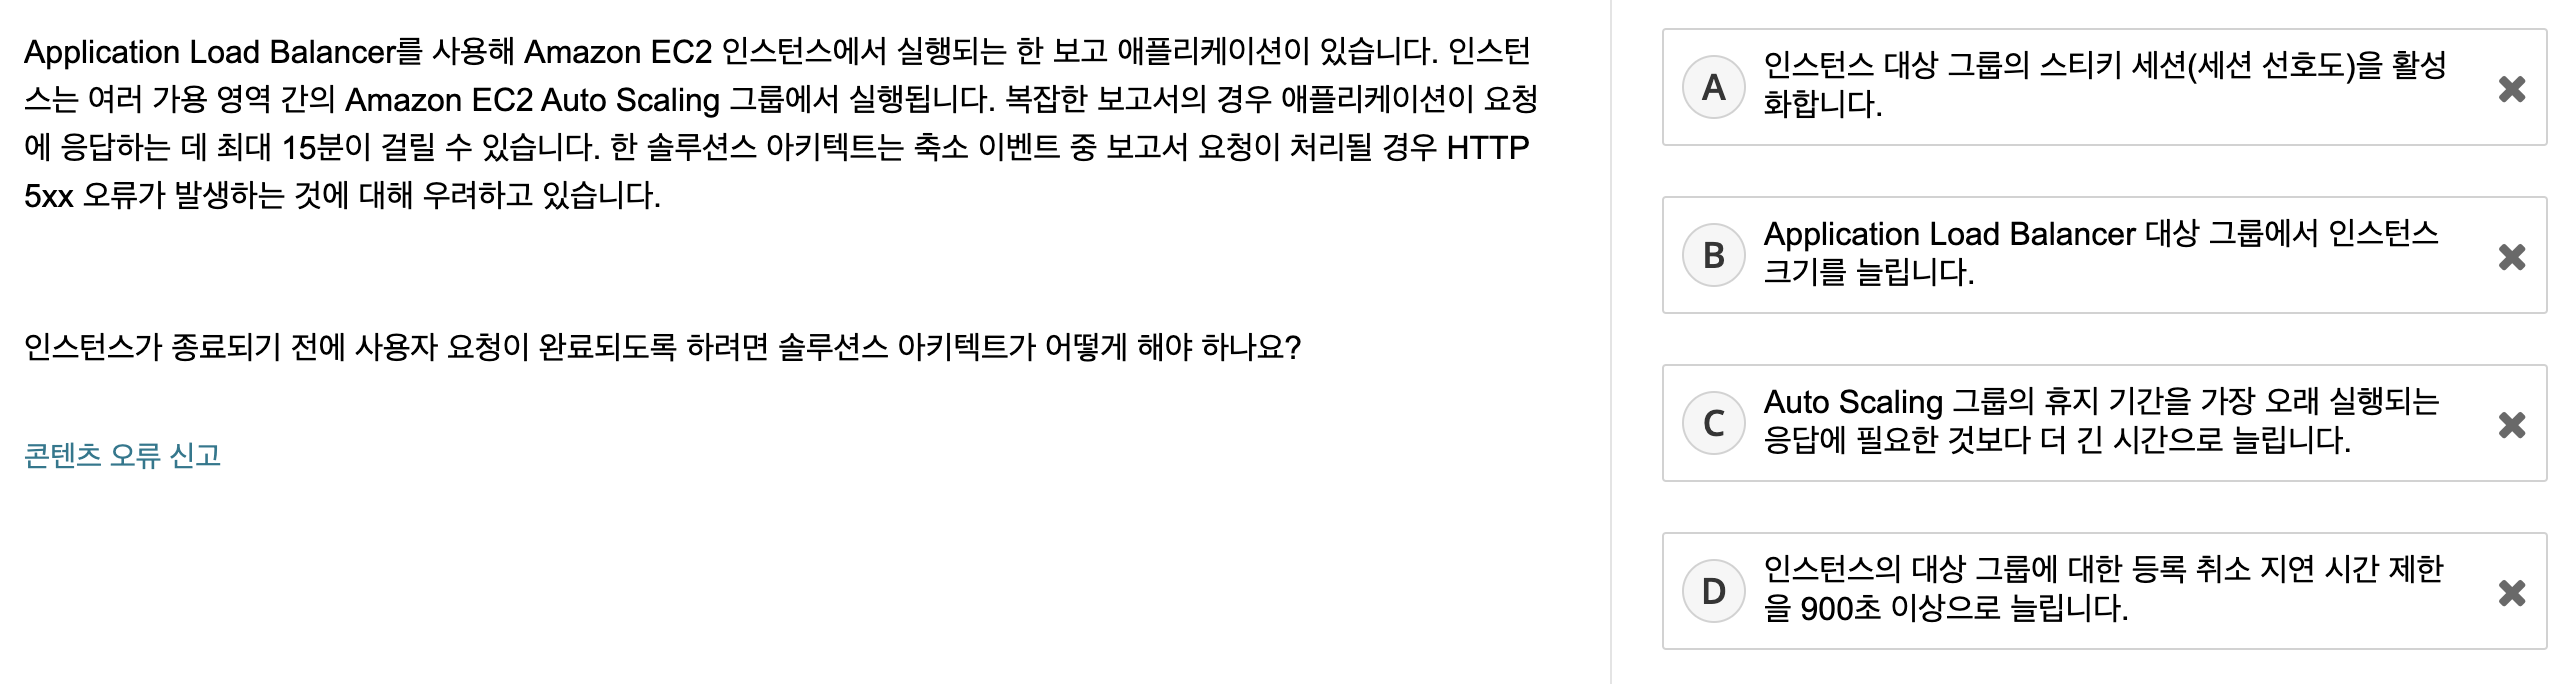 Application Load Balancer를 사용해 Amazon EC2 인스턴스에서 실행되는 한 보고 애플리케이션이 있습니다. 인스턴
스는 여러 가용 영역 간의 Amazon EC2 Auto Scaling 그룹에서 실행됩니다. 복잡한 보고서의 경우 애플리케이션이 요청
에 응답하는 데 최대 15분이 걸릴 수 있습니다. 한 솔루션스 아키텍트는 축소 이벤트 중 보고서 요청이 처리될 경우 HTTP
5xx 오류가 발생하는 것에 대해 우려하고 있습니다.
인스턴스가 종료되기 전에 사용자 요청이 완료되도록 하려면 솔루션스 아키텍트가 어떻게 해야 하나요?
콘텐츠 오류 신고
A
인스턴스 대상 그룹의 스티키 세션(세션 선호도)을 활성
화합니다.
B
Application Load Balancer 대상 그룹에서 인스턴스
크기를 늘립니다.
C
Auto Scaling 그룹의 휴지 기간을 가장 오래 실행되는
응답에 필요한 것보다 더 긴 시간으로 늘립니다.
D
인스턴스의 대상 그룹에 대한 등록 취소 지연 시간 제한
을 900초 이상으로 늘립니다.